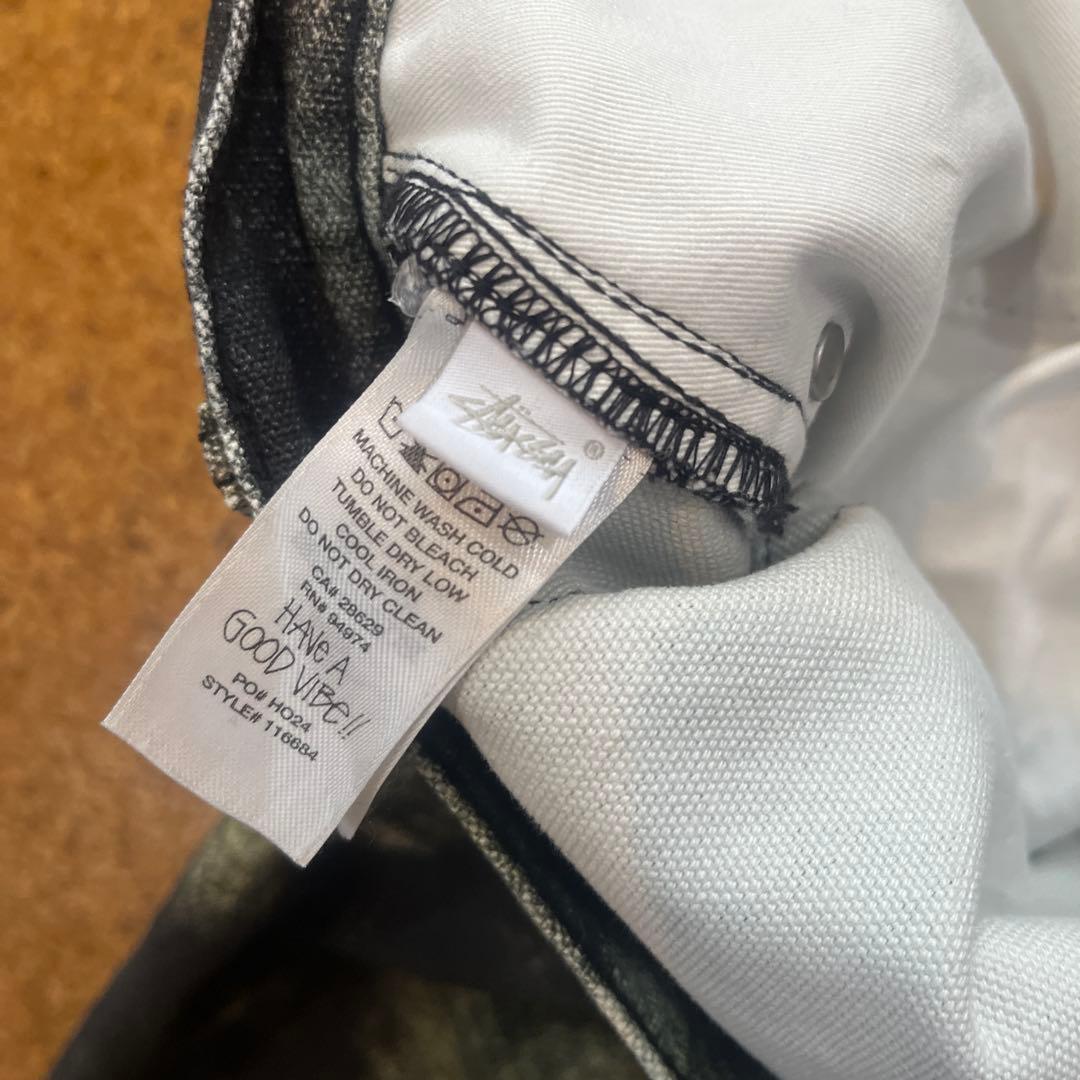 Stüssy ®
MACHINE WASH COLD
DO NOT BLEACH
TUMBLE DRY LOW
COOL IRON
DO NOT DRY CLEAN
CA# 28629
RN# 94974
HAVE A
GOOD VIBe!!
PO# HO24
STYLE# 116684